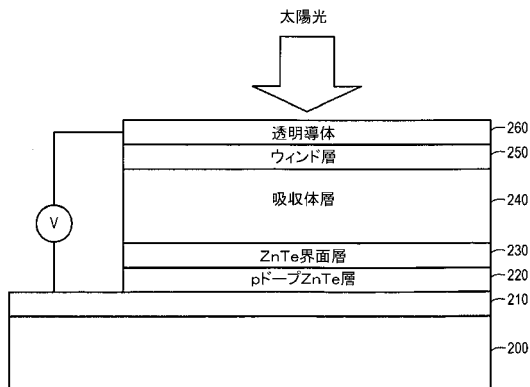 太陽光
透明導体
260
ウィンド層
250
吸収体層
240
V
ZnTe界面層
230
pドープZnTe層
220
210
200